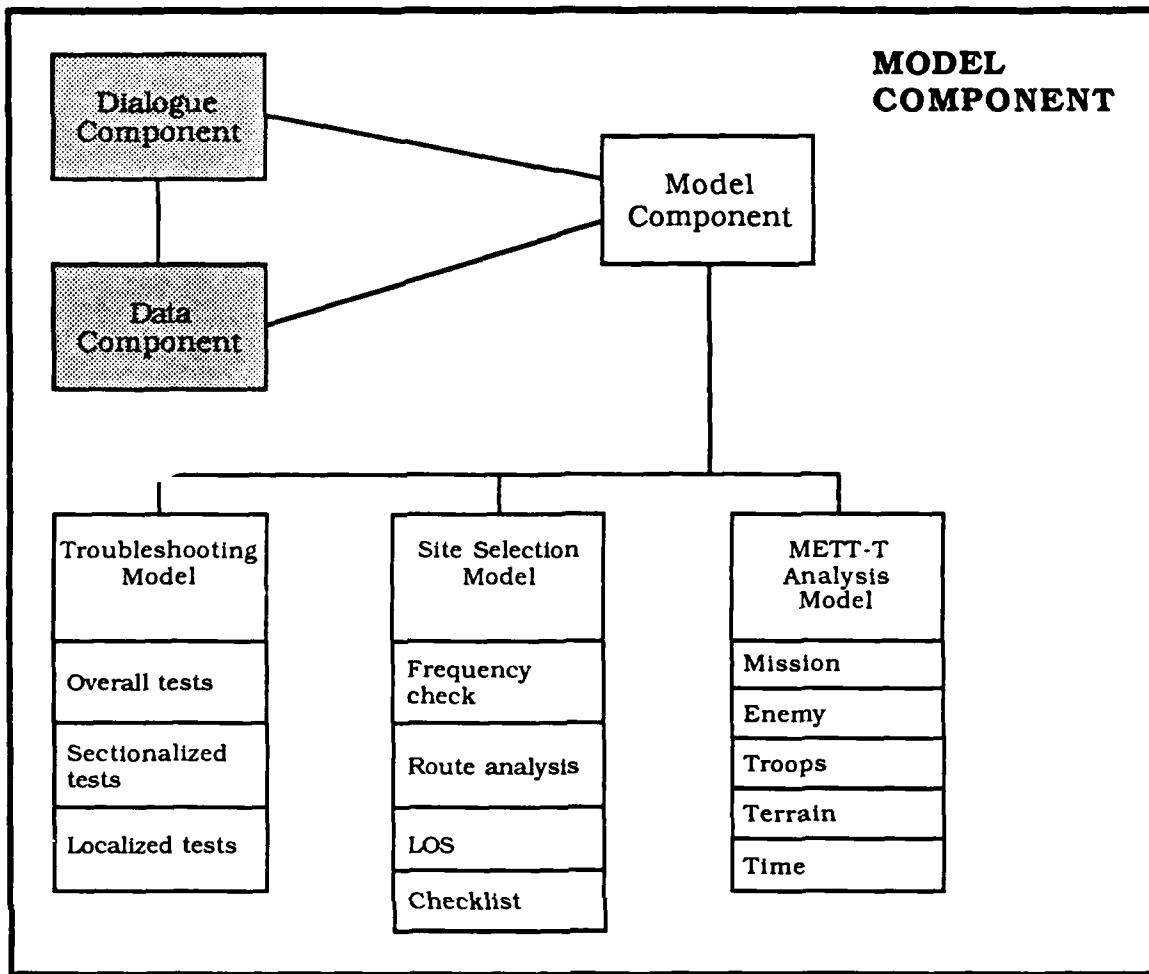 MODEL
COMPONENT
Dialogue
Component
Model
Component
Data
Component
Troubleshooting
Model
Overall tests
Sectionalized
tests
Localized tests
Site Selection
Model
Frequency
check
Route analysis
LOS
Checklist
METT-T
Analysis
Model
Mission
Enemy
Troops
Terrain
Time